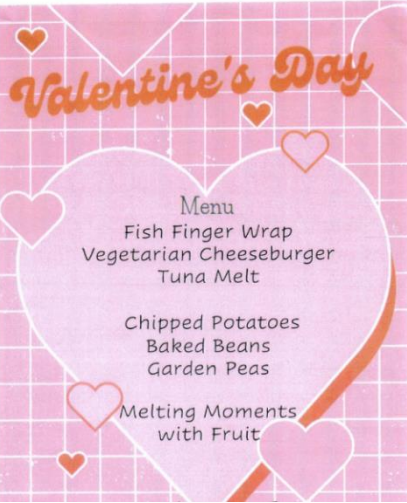 Valentine's Day
Menu
Fish Finger Wrap
Vegetarian Cheeseburger
Tuna Melt
Chipped Potatoes
Baked Beans
Garden Peas
Melting Moments
with Fruit